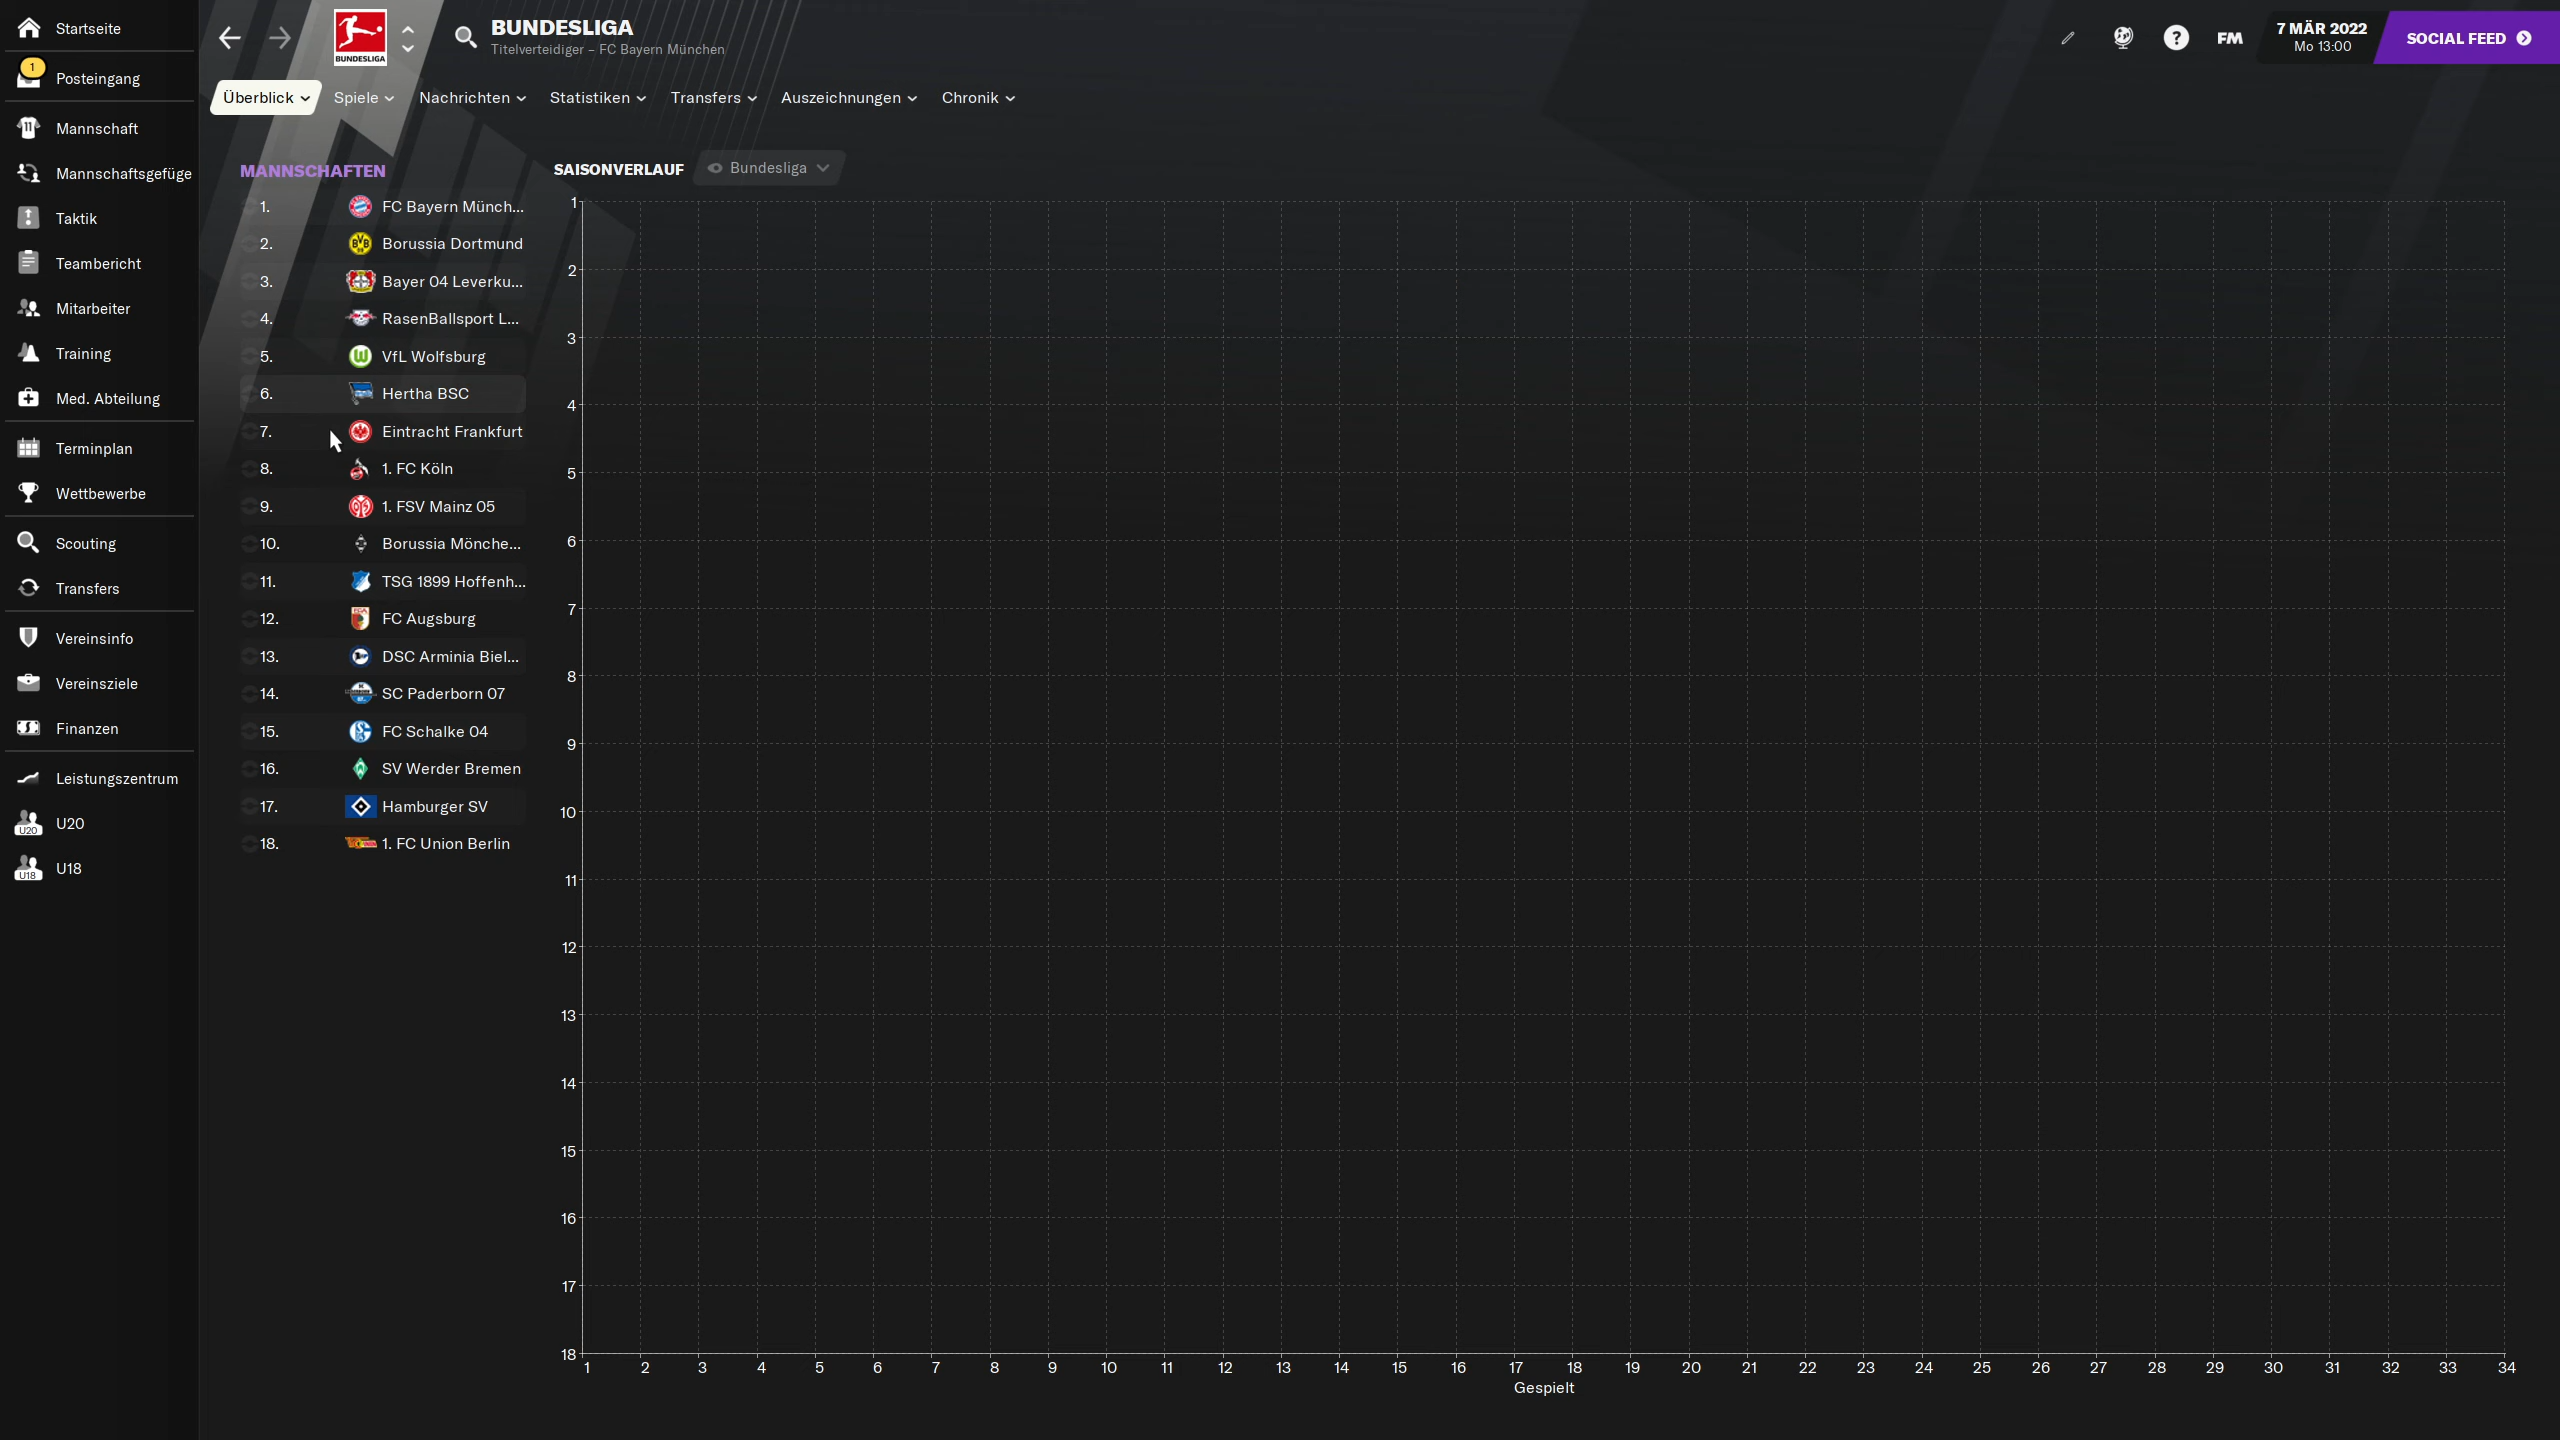 Startseite
1
Posteingang
Mannschaft
Mannschaftsgefüge
Taktik
Teambericht
Mitarbeiter
Training
Med. Abteilung
Terminplan
Wettbewerbe
Scouting
Transfers
Vereinsinfo
Vereinsziele
Finanzen
Leistungszentrum
U20
U20
U18
U18
BUNDESLIGA
BUNDESLIGA
Titelverteidiger – FC Bayern München
FM
7 MÄR 2022
Mo 13:00
SOCIAL FEED
Überblick Spiele Nachrichten Statistiken Transfers Auszeichnungen Chronik
MANNSCHAFTEN
1. FC Bayern Münch...
2. Borussia Dortmund
3. Bayer 04 Leverku...
4. RasenBallsport L...
5. VfL Wolfsburg
6. Hertha BSC
7. Eintracht Frankfurt
8. 1. FC Köln
9. 1. FSV Mainz 05
10. Borussia Mönche...
11. TSG 1899 Hoffenh...
12. FC Augsburg
13. DSC Arminia Biel...
14. SC Paderborn 07
15. FC Schalke 04
16. SV Werder Bremen
17. Hamburger SV
18. 1. FC Union Berlin
SAISONVERLAUF Bundesliga
1
2
3
4
5
6
7
8
9
10
11
12
13
14
15
16
17
18
1 2 3 4 5 6 7 8 9 10 11 12 13 14 15 16 17 18 19 20 21 22 23 24 25 26 27 28 29 30 31 32 33 34
Gespielt